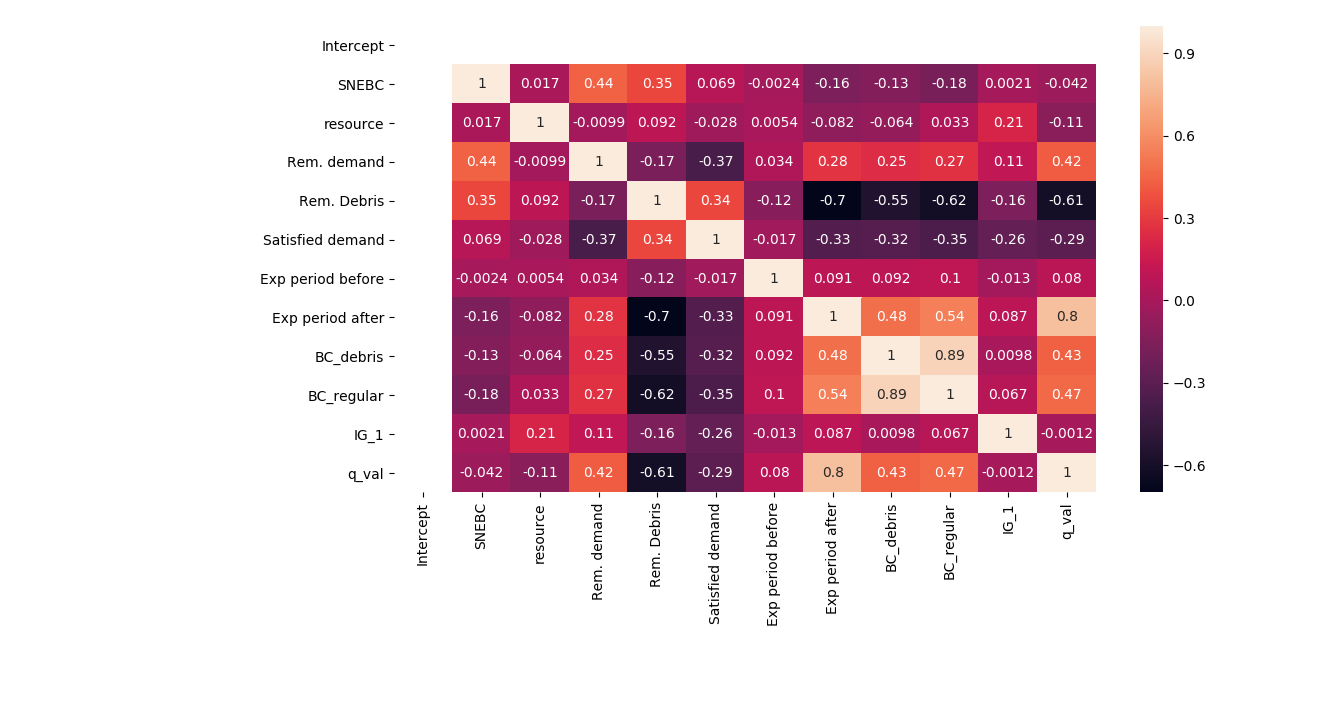 Intercept
SNEBC 1 0.017 0.44 0.35 0.069 -0.0024 -0.16 -0.13 -0.18 0.0021 -0.042
resource 0.017 1 -0.0099 0.092 -0.028 0.0054 -0.082 -0.064 0.033 0.21 -0.11
Rem. demand 0.44 -0.0099 1 -0.17 -0.37 0.034 0.28 0.25 0.27 0.11 0.42
Rem. Debris 0.35 0.092 -0.17 1 0.34 -0.12 -0.7 -0.55 -0.62 -0.16 -0.61
Satisfied demand 0.069 -0.028 -0.37 0.34 1 -0.017 -0.33 -0.32 -0.35 -0.26 -0.29
Exp period before -0.0024 0.0054 0.034 -0.12 -0.017 1 0.091 0.092 0.1 -0.013 0.08
Exp period after -0.16 -0.082 0.28 -0.7 -0.33 0.091 1 0.48 0.54 0.087 0.8
BC_debris -0.13 -0.064 0.25 -0.55 -0.32 0.092 0.48 1 0.89 0.0098 0.43
BC_regular -0.18 0.033 0.27 -0.62 -0.35 0.1 0.54 0.89 1 0.067 0.47
IG_1 0.0021 0.21 0.11 -0.16 -0.26 -0.013 0.087 0.0098 0.067 1 -0.0012
q_val -0.042 -0.11 0.42 -0.61 -0.29 0.08 0.8 0.43 0.47 -0.0012 1
Intercept
SNEBC
resource
Rem. demand
Rem. Debris
Satisfied demand
Exp period before
Exp period after
BC_debris
BC_regular
IG_1
q_val
0.9
0.6
0.3
0.0
−0.3
−0.6